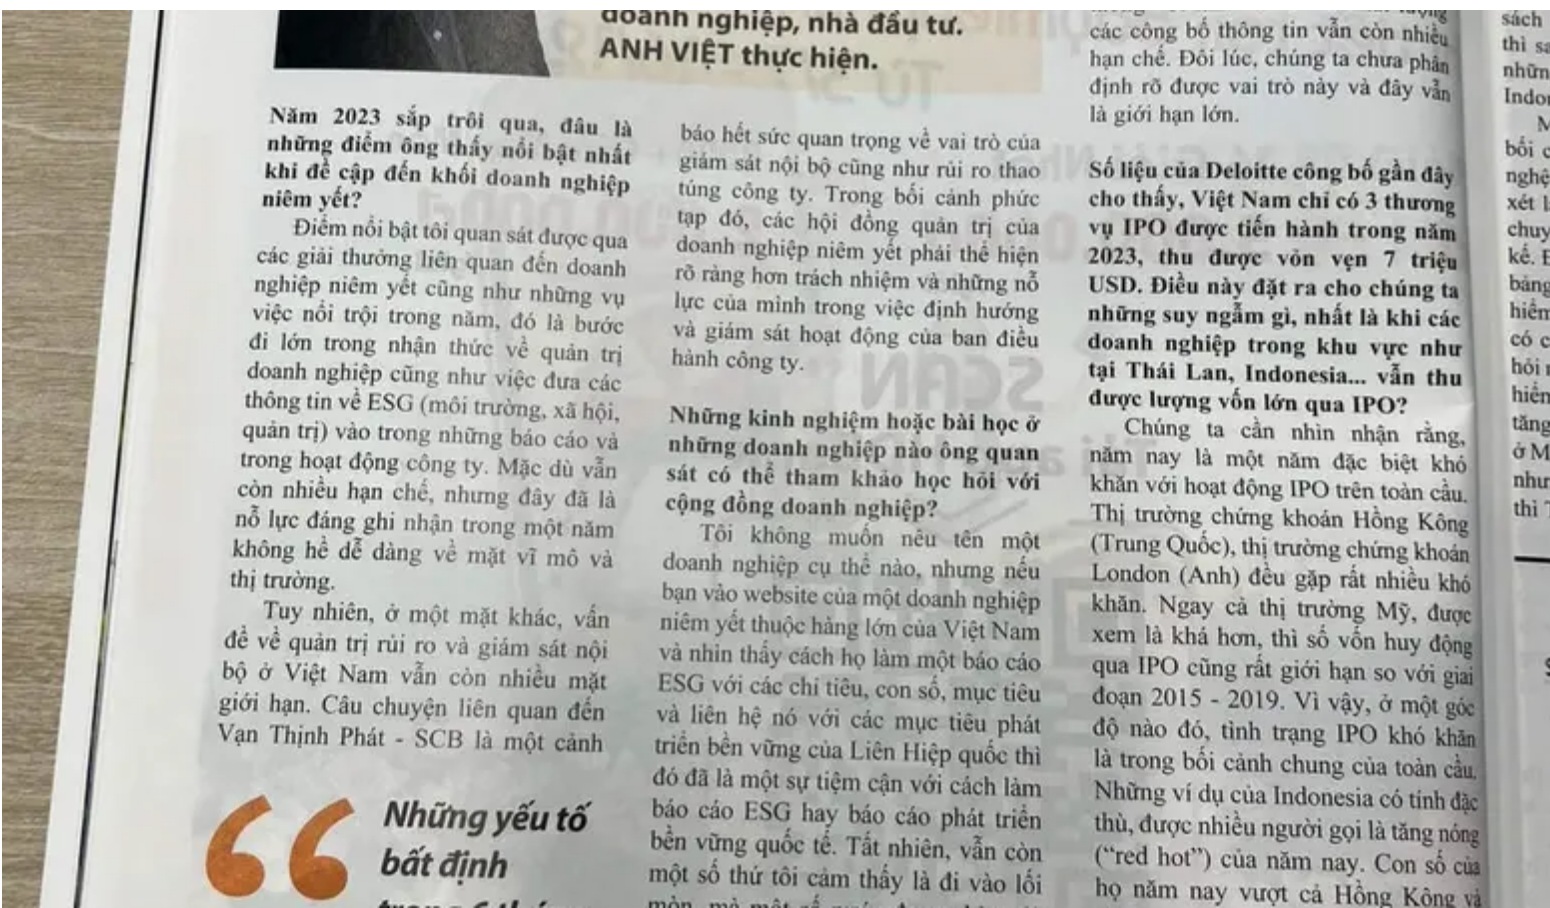 doanh nghiệp, nhà đầu tư.
ANH VIỆT thực hiện.
Năm 2023 sắp trôi qua, đâu là
những điểm ông thấy nổi bật nhất
khi đề cập đến khối doanh nghiệp
niêm yết?
Điểm nổi bật tôi quan sát được qua
các giải thưởng liên quan đến doanh
nghiệp niêm yết cũng như những vụ
việc nổi trội trong năm, đó là bước
đi lớn trong nhận thức về quản trị
doanh nghiệp cũng như việc đưa các
thông tin về ESG (môi trường, xã hội,
quản trị) vào trong những báo cáo và
trong hoạt động công ty. Mặc dù vẫn
còn nhiều hạn chế, nhưng đây đã là
nỗ lực đáng ghi nhận trong một năm
không hề dễ dàng về mặt vĩ mô và
thị trường.
Tuy nhiên, ở một mặt khác, vấn
đề về quản trị rủi ro và giám sát nội
bộ ở Việt Nam vẫn còn nhiều mặt
giới hạn. Câu chuyện liên quan đến
Vạn Thịnh Phát - SCB là một cảnh
Những yếu tố
bất định
báo hết sức quan trọng về vai trò của
giám sát nội bộ cũng như rủi ro thao
túng công ty. Trong bối cảnh phức
tạp đó, các hội đồng quản trị của
doanh nghiệp niêm yết phải thể hiện
rõ ràng hơn trách nhiệm và những nỗ
lực của mình trong việc định hướng
và giám sát hoạt động của ban điều
hành công ty.
Những kinh nghiệm hoặc bài học ở
những doanh nghiệp nào ông quan
sát có thể tham khảo học hỏi với
cộng đồng doanh nghiệp?
Tôi không muốn nêu tên một
doanh nghiệp cụ thể nào, nhưng nếu
bạn vào website của một doanh nghiệp
niêm yết thuộc hàng lớn của Việt Nam
và nhìn thấy cách họ làm một báo cáo
ESG với các chỉ tiêu, con số, mục tiêu
và liên hệ nó với các mục tiêu phát
triển bền vững của Liên Hiệp quốc thì
đó đã là một sự tiệm cận với cách làm
báo cáo ESG hay báo cáo phát triển
bền vững quốc tế. Tất nhiên, vẫn còn
một số thứ tôi cảm thấy là đi vào lối
các công bố thông tin vẫn còn nhiều
hạn chế. Đôi lúc, chúng ta chưa phân
định rõ được vai trò này và đây vẫn
là giới hạn lớn.
Số liệu của Deloitte công bố gần đây
cho thấy, Việt Nam chỉ có 3 thương
vụ IPO được tiến hành trong năm
2023, thu được vỏn vẹn 7 triệu
USD. Điều này đặt ra cho chúng ta
những suy ngẫm gì, nhất là khi các
doanh nghiệp trong khu vực như
tại Thái Lan, Indonesia... vẫn thu
được lượng vốn lớn qua IPO?
Chúng ta cần nhìn nhận rằng,
năm nay là một năm đặc biệt khó
khăn với hoạt động IPO trên toàn cầu.
Thị trường chứng khoán Hồng Kông
(Trung Quốc), thị trường chứng khoán
London (Anh) đều gặp rất nhiều khó
khăn. Ngay cả thị trường Mỹ, được
xem là khá hơn, thì số vốn huy động
qua IPO cũng rất giới hạn so với giai
đoạn 2015 - 2019. Vì vậy, ở một góc
độ nào đó, tình trạng IPO khó khăn
là trong bối cảnh chung của toàn cầu.
Những ví dụ của Indonesia có tính đặc
thù, được nhiều người gọi là tăng nóng
("red hot") của năm nay. Con số của
họ năm nay vượt cả Hồng Kông và
sách